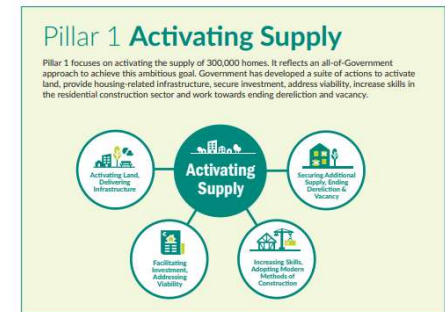 Pillar 1 Activating Supply
Pillar 1 focuses on activating the supply of 300,000 homes. It reflects an all-of-Government
approach to achieve this ambitious goal. Government has developed a suite of actions to activate
land, provide housing-related infrastructure, secure investment, address viability, increase skills in
the residential construction sector and work towards ending dereliction and vacancy.
Activating Land,
Delivering
Infrastructure
Activating
Supply
Securing Additional
Supply, Ending
Dereliction &
Vacancy
Facilitating
Investment,
Addressing
Viability
Increasing Skills,
Adopting Modern
Methods of
Construction